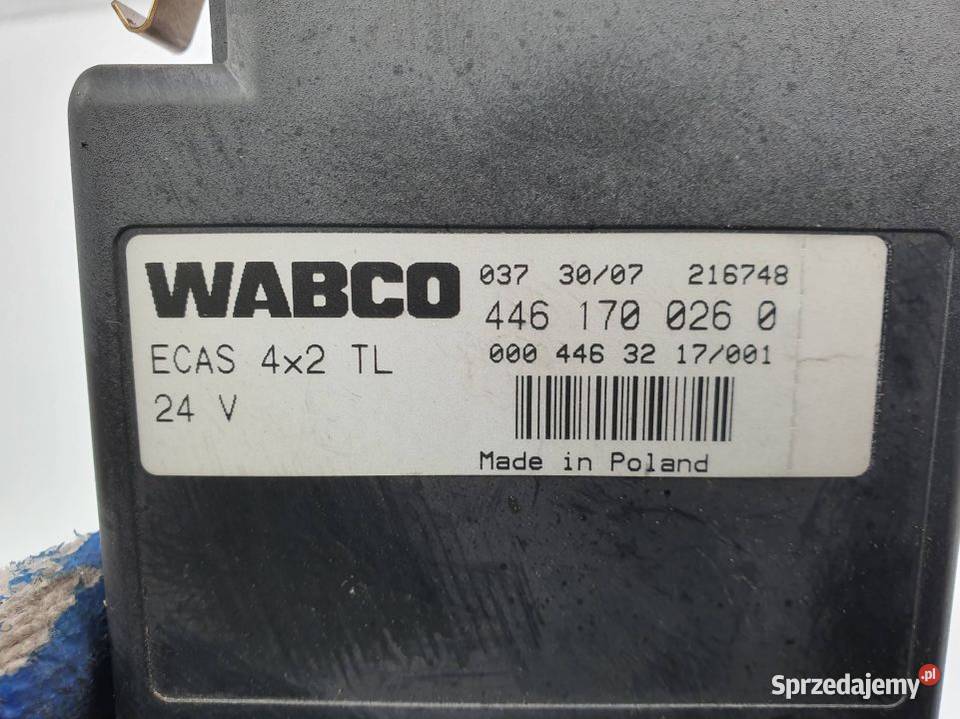 WABCO
ECAS 4x2 TL
24 V
037 30/07 216748
446 170 026 0
000 446 32 17/001
Made in Poland
Sprzedajemy.pl